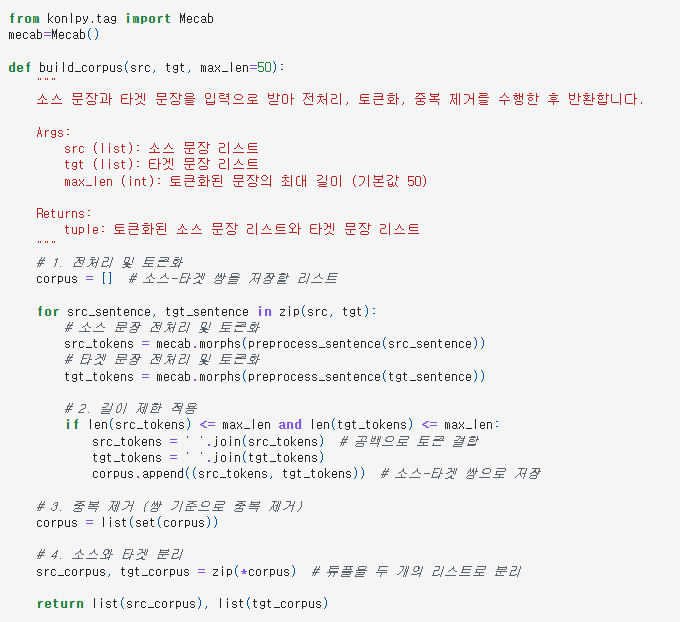 from konlpy.tag import Mecab
mecab=Mecab()

def build_corpus(src, tgt, max_len=50):
    """
    소스 문장과 타겟 문장을 입력으로 받아 전처리, 토큰화, 중복 제거를 수행한 후 반환합니다.

    Args:
        src (list): 소스 문장 리스트
        tgt (list): 타겟 문장 리스트
        max_len (int): 토큰화된 문장의 최대 길이 (기본값 50)

    Returns:
        tuple: 토큰화된 소스 문장 리스트와 타겟 문장 리스트
    """
    # 1. 전처리 및 토큰화
    corpus = []  # 소스-타겟 쌍을 저장할 리스트

    for src_sentence, tgt_sentence in zip(src, tgt):
        # 소스 문장 전처리 및 토큰화
        src_tokens = mecab.morphs(preprocess_sentence(src_sentence))
        # 타겟 문장 전처리 및 토큰화
        tgt_tokens = mecab.morphs(preprocess_sentence(tgt_sentence))

        # 2. 길이 제한 적용
        if len(src_tokens) <= max_len and len(tgt_tokens) <= max_len:
            src_tokens = ' '.join(src_tokens)  # 공백으로 토큰 결합
            tgt_tokens = ' '.join(tgt_tokens)
            corpus.append((src_tokens, tgt_tokens))  # 소스-타겟 쌍으로 저장

    # 3. 중복 제거 (쌍 기준으로 중복 제거)
    corpus = list(set(corpus))

    # 4. 소스와 타겟 분리
    src_corpus, tgt_corpus = zip(*corpus)  # 튜플을 두 개의 리스트로 분리

    return list(src_corpus), list(tgt_corpus)